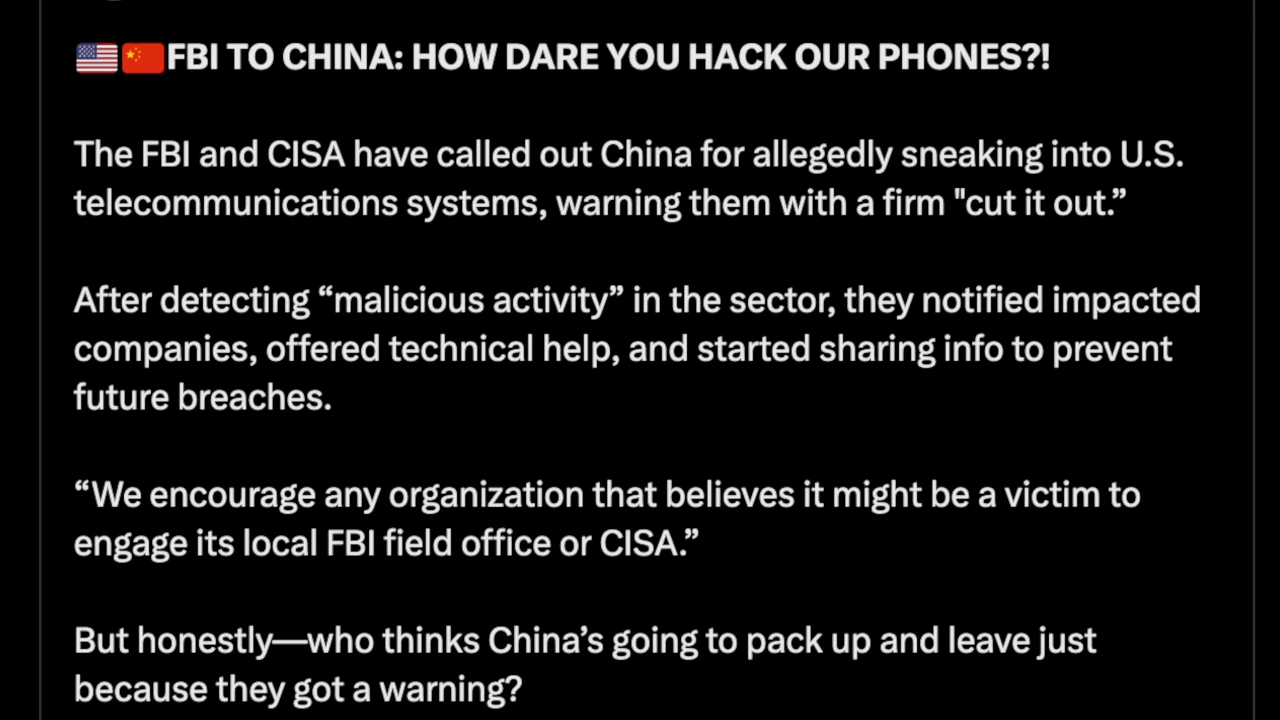 🇺🇸🇨🇳FBI TO CHINA: HOW DARE YOU HACK OUR PHONES?!
The FBI and CISA have called out China for allegedly sneaking into U.S.
telecommunications systems, warning them with a firm "cut it out.”
After detecting “malicious activity” in the sector, they notified impacted
companies, offered technical help, and started sharing info to prevent
future breaches.
“We encourage any organization that believes it might be a victim to
engage its local FBI field office or CISA.”
But honestly—who thinks China’s going to pack up and leave just
because they got a warning?